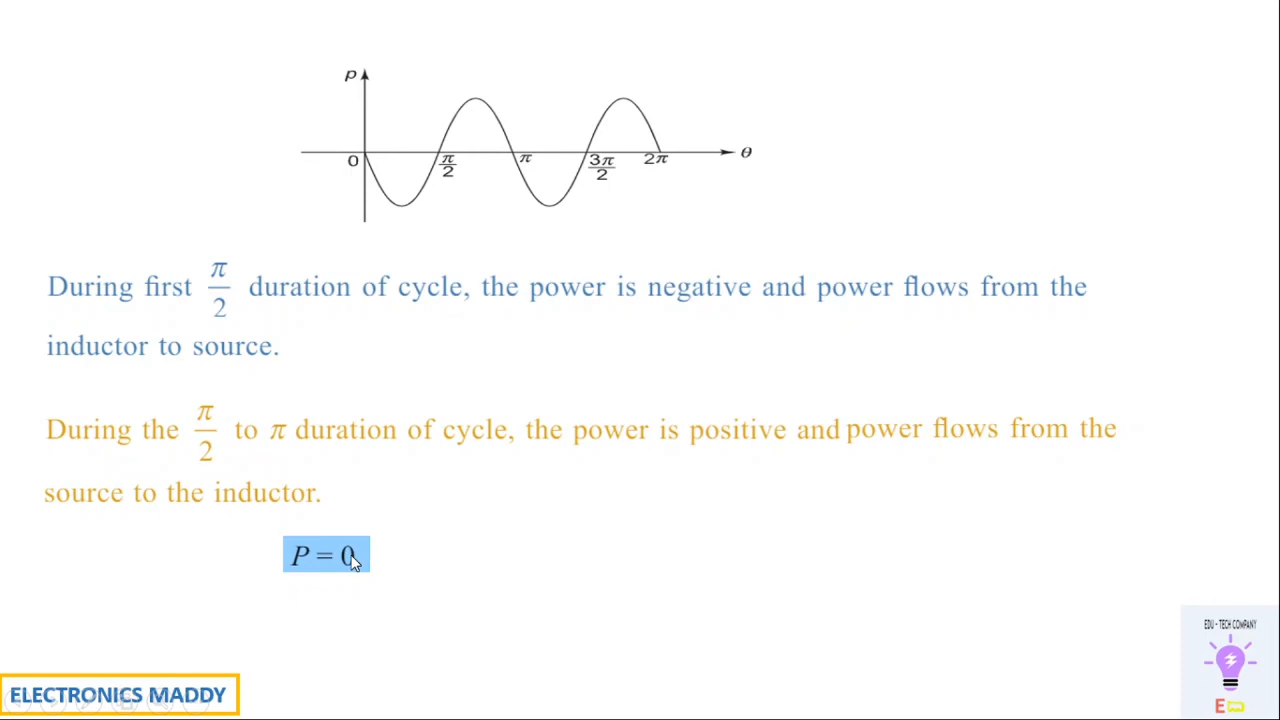 p
0
π/2
π
3π/2
2π
θ
During first π/2 duration of cycle, the power is negative and power flows from the
inductor to source.
During the π/2 to π duration of cycle, the power is positive and power flows from the
source to the inductor.
P = 0
EDU - TECH COMPANY
E
ELECTRONICS MADDY